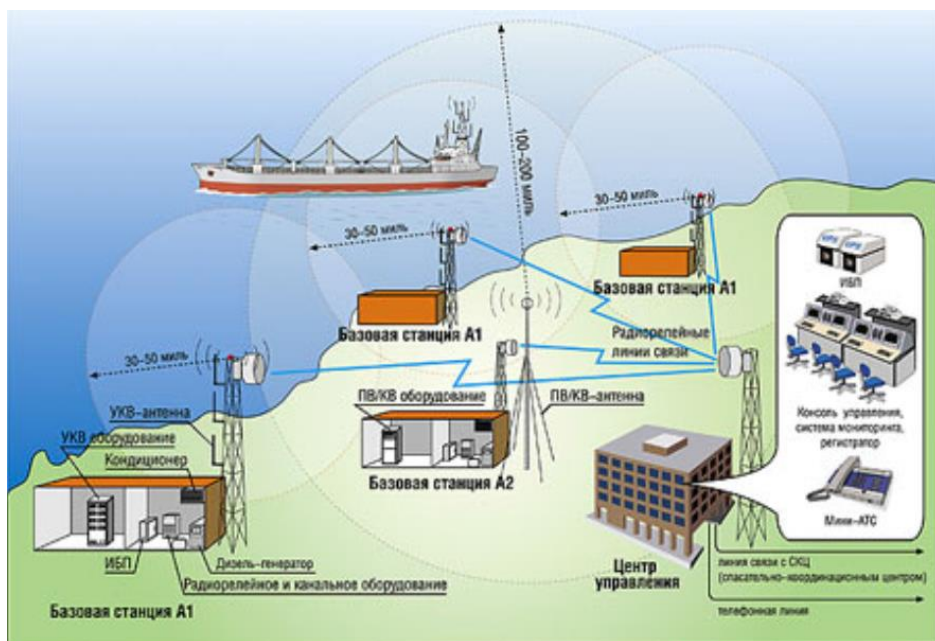 100-200 миль
30-50 миль
30-50 миль
Базовая станция А1
ИБП
Базовая станция А1
Радиорелейные
линии связи
30-50 миль
ПВ/КВ оборудование
ПВ/КВ-антенна
УКВ-антенна
УКВ оборудование
Кондиционер
Консоль управления,
система мониторинга,
регистратор
Базовая станция А2
Мини-АТС
ИБП
Дизель-генератор
Радиорелейное и канальное оборудование
Центр
управления
линия связи с СКЦ
(спасательно-координационным центром)
Базовая станция А1
телефонная линия